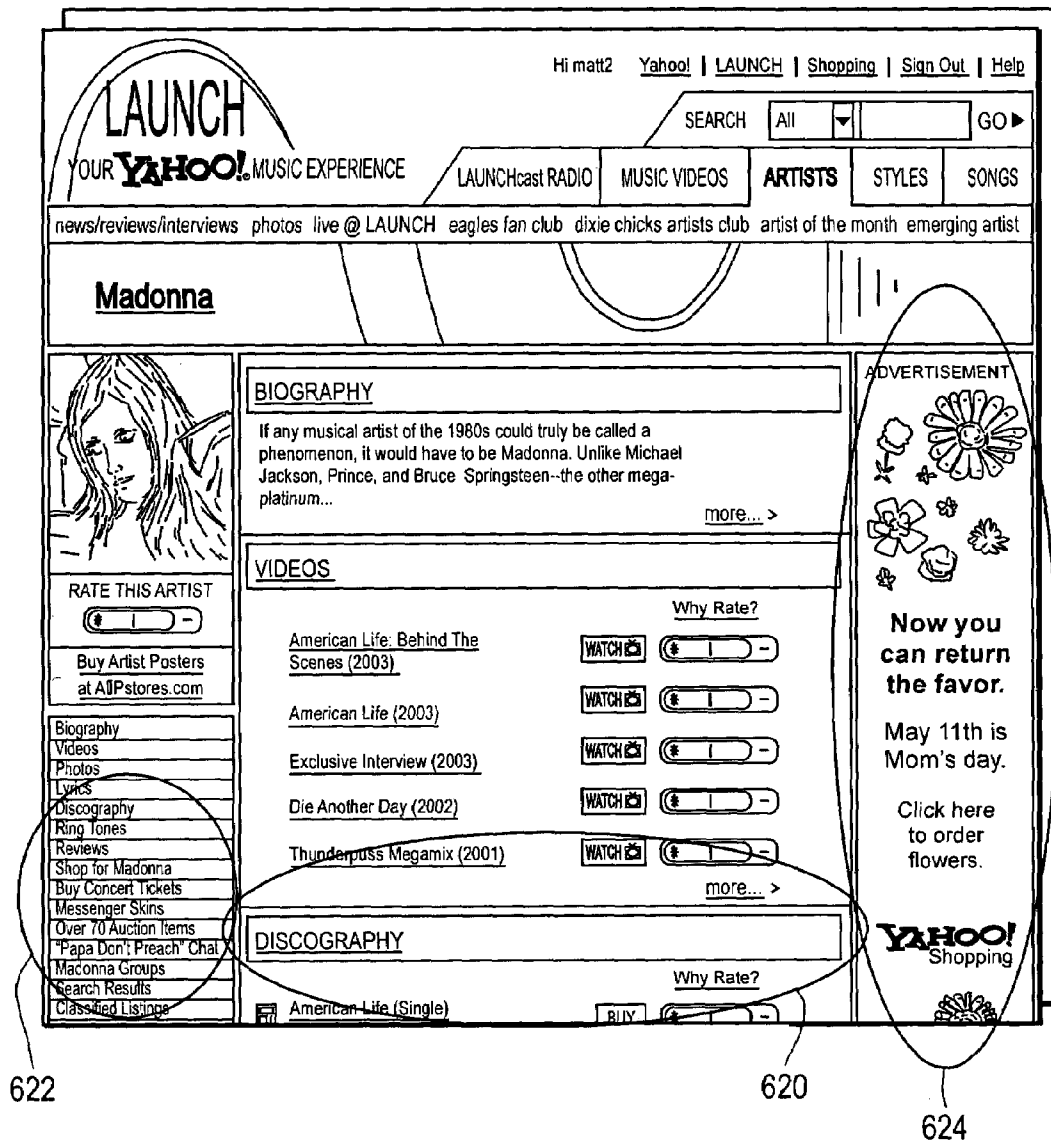 Hi matt2 Yahoo! | LAUNCH | Shopping | Sign Out | Help
LAUNCH
YOUR YAHOO! MUSIC EXPERIENCE
SEARCH All GO
LAUNCHcast RADIO MUSIC VIDEOS ARTISTS STYLES SONGS
news/reviews/interviews photos live @ LAUNCH eagles fan club dixie chicks artists club artist of the month emerging artist
Madonna
RATE THIS ARTIST
* | -
Buy Artist Posters
at AllPstores.com
Biography
Videos
Photos
Lyrics
Discography
Ring Tones
Reviews
Shop for Madonna
Buy Concert Tickets
Messenger Skins
Over 70 Auction Items
"Papa Don't Preach" Chat
Madonna Groups
Search Results
Classified Listings
BIOGRAPHY
If any musical artist of the 1980s could truly be called a
phenomenon, it would have to be Madonna. Unlike Michael
Jackson, Prince, and Bruce Springsteen--the other mega-
platinum...
more... >
VIDEOS
Why Rate?
American Life: Behind The
Scenes (2003) WATCH * | -
American Life (2003) WATCH * | -
Exclusive Interview (2003) WATCH * | -
Die Another Day (2002) WATCH * | -
Thunderpuss Megamix (2001) WATCH * | -
more... >
DISCOGRAPHY
Why Rate?
American Life (Single) BUY * | -
ADVERTISEMENT
Now you
can return
the favor.
May 11th is
Mom's day.
Click here
to order
flowers.
YAHOO!
Shopping
622
620
624